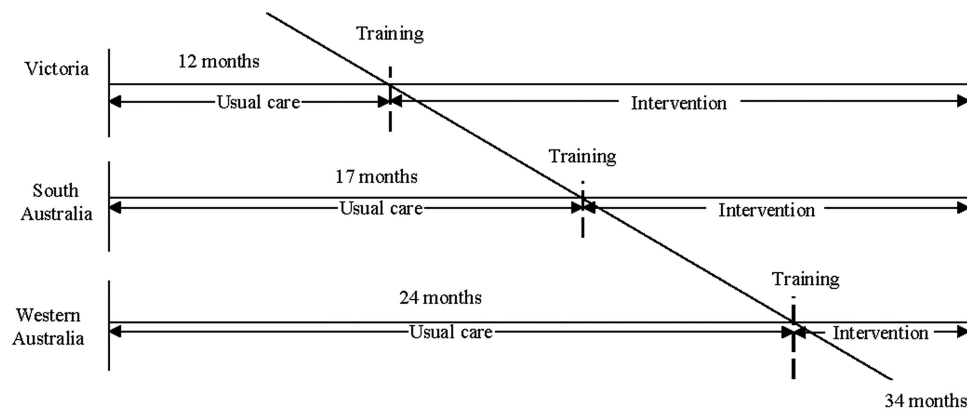 Training
Victoria
12 months
Usual care
Intervention
Training
South
Australia
17 months
Usual care
Intervention
Training
Western
Australia
24 months
Usual care
Intervention
34 months